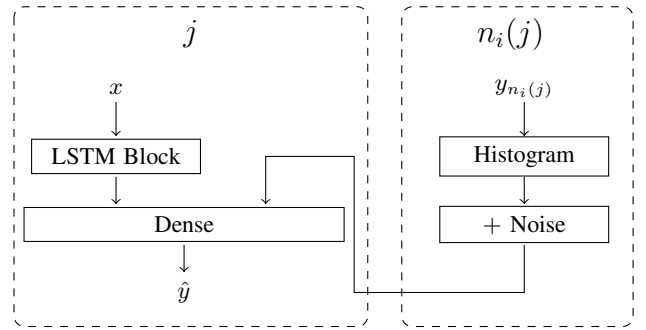 j
x
LSTM Block
Dense
ŷ
n_i(j)
y_{n_i(j)}
Histogram
+ Noise